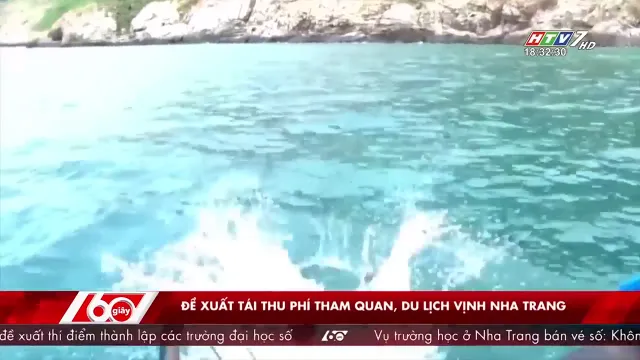 HTV7 HD
18:32:30
60 giây
ĐỀ XUẤT TÁI THU PHÍ THAM QUAN, DU LỊCH VỊNH NHA TRANG
đề xuất thí điểm thành lập các trường đại học số 60 Vụ trường học ở Nha Trang bán vé số: Khôn